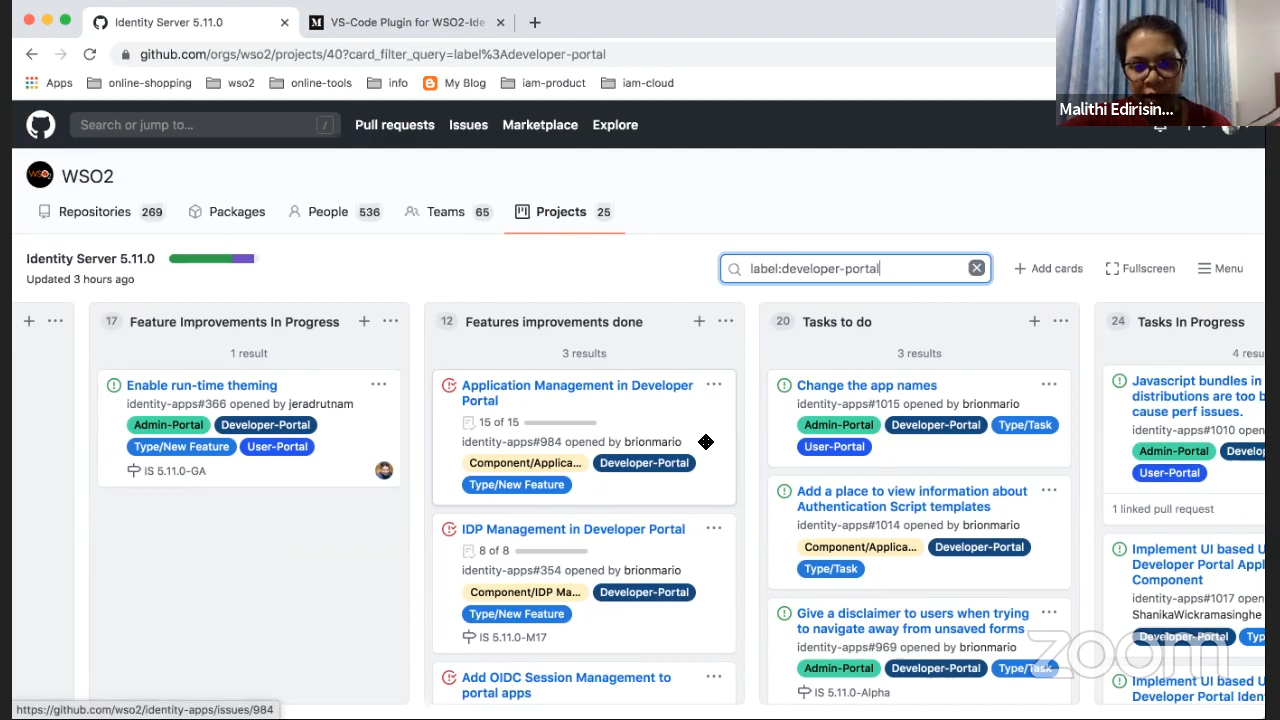 Identity Server 5.11.0
VS-Code Plugin for WSO2-Ide
github.com/orgs/wso2/projects/40?card_filter_query=label%3Adeveloper-portal
Apps online-shopping wso2 online-tools info My Blog iam-product iam-cloud
Malithi Edirisin...
Search or jump to... / Pull requests Issues Marketplace Explore
WSO2
Repositories 269 Packages People 536 Teams 65 Projects 25
Identity Server 5.11.0
Updated 3 hours ago
label:developer-portal
Add cards Fullscreen Menu
17 Feature Improvements In Progress
1 result
Enable run-time theming
identity-apps#366 opened by jeradrutnam
Admin-Portal Developer-Portal
Type/New Feature User-Portal
IS 5.11.0-GA
12 Features improvements done
3 results
Application Management in Developer
Portal
15 of 15
identity-apps#984 opened by brionmario
Component/Applica... Developer-Portal
Type/New Feature
IDP Management in Developer Portal
8 of 8
identity-apps#354 opened by brionmario
Component/IDP Ma... Developer-Portal
Type/New Feature
IS 5.11.0-M17
Add OIDC Session Management to
portal apps
20 Tasks to do
3 results
Change the app names
identity-apps#1015 opened by brionmario
Admin-Portal Developer-Portal Type/Task
User-Portal
Add a place to view information about
Authentication Script templates
identity-apps#1014 opened by brionmario
Component/Applica... Developer-Portal
Type/Task
Give a disclaimer to users when trying
to navigate away from unsaved forms
identity-apps#969 opened by brionmario
Admin-Portal Developer-Portal Type/Task
IS 5.11.0-Alpha
24 Tasks In Progress
4 resu
Javascript bundles in
distributions are too b
cause perf issues.
identity-apps#1010 open
Admin-Portal Develo
User-Portal
1 linked pull request
Implement UI based U
Developer Portal Appl
Component
identity-apps#1017 open
ShanikaWickramasinghe
Developer-Portal Typ
Implement UI based U
Developer Portal Iden
zoom
https://github.com/wso2/identity-apps/issues/984